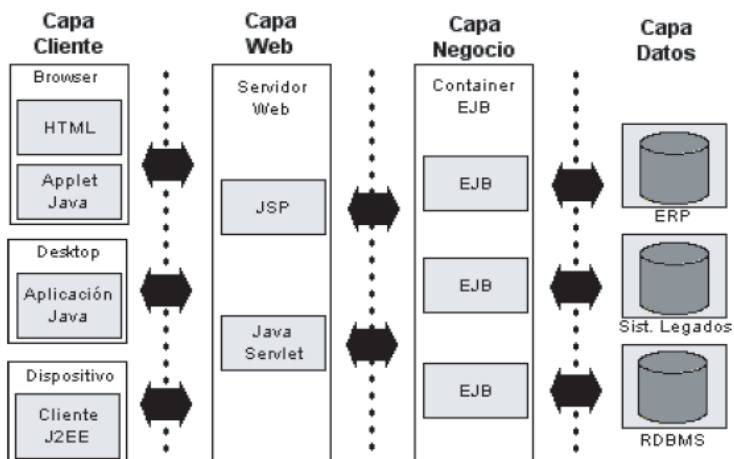 Capa
Cliente
Browser
HTML
Applet
Java
Desktop
Aplicación
Java
Dispositivo
Cliente
J2EE
Capa
Web
Servidor
Web
JSP
Java
Servlet
Capa
Negocio
Container
EJB
EJB
EJB
EJB
Capa
Datos
ERP
Sist. Legados
RDBMS